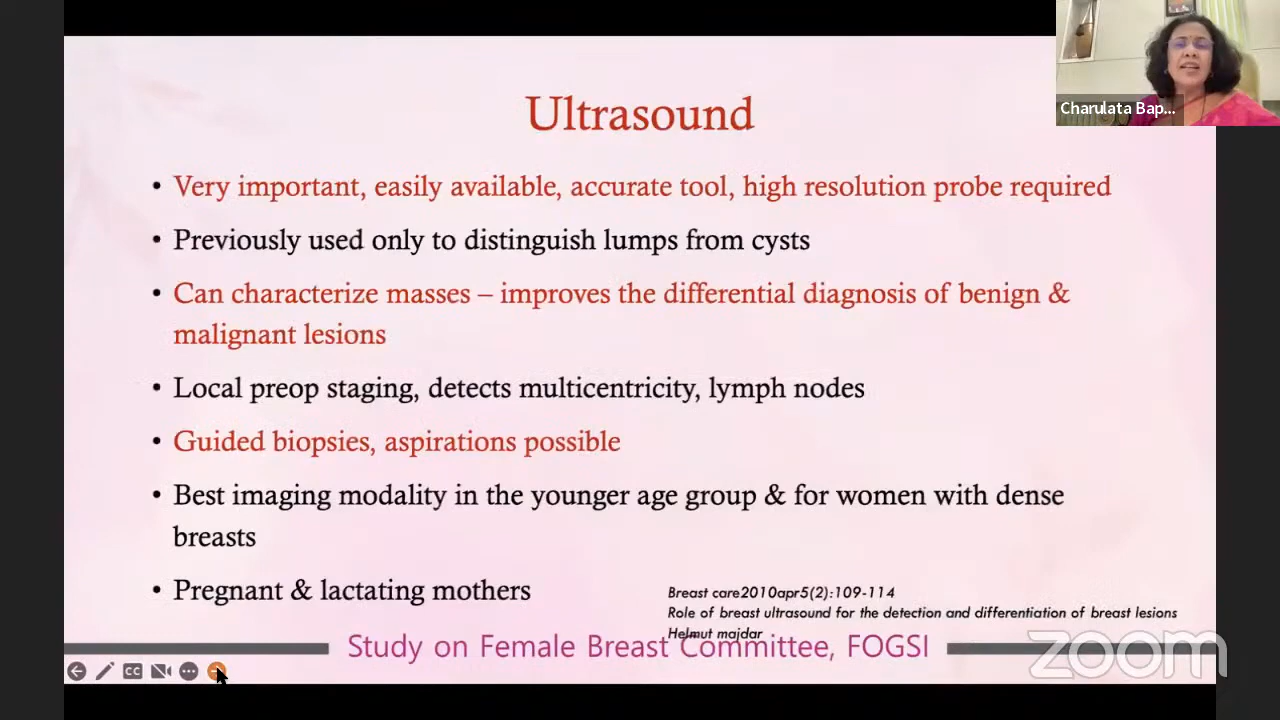 Ultrasound
Charulata Bap...
• Very important, easily available, accurate tool, high resolution probe required
• Previously used only to distinguish lumps from cysts
• Can characterize masses – improves the differential diagnosis of benign &
malignant lesions
• Local preop staging, detects multicentricity, lymph nodes
• Guided biopsies, aspirations possible
• Best imaging modality in the younger age group & for women with dense
breasts
• Pregnant & lactating mothers
Breast care2010apr5(2):109-114
Role of breast ultrasound for the detection and differentiation of breast lesions
Helmut majdar
Study on Female Breast Committee, FOGSI
zoom
CC